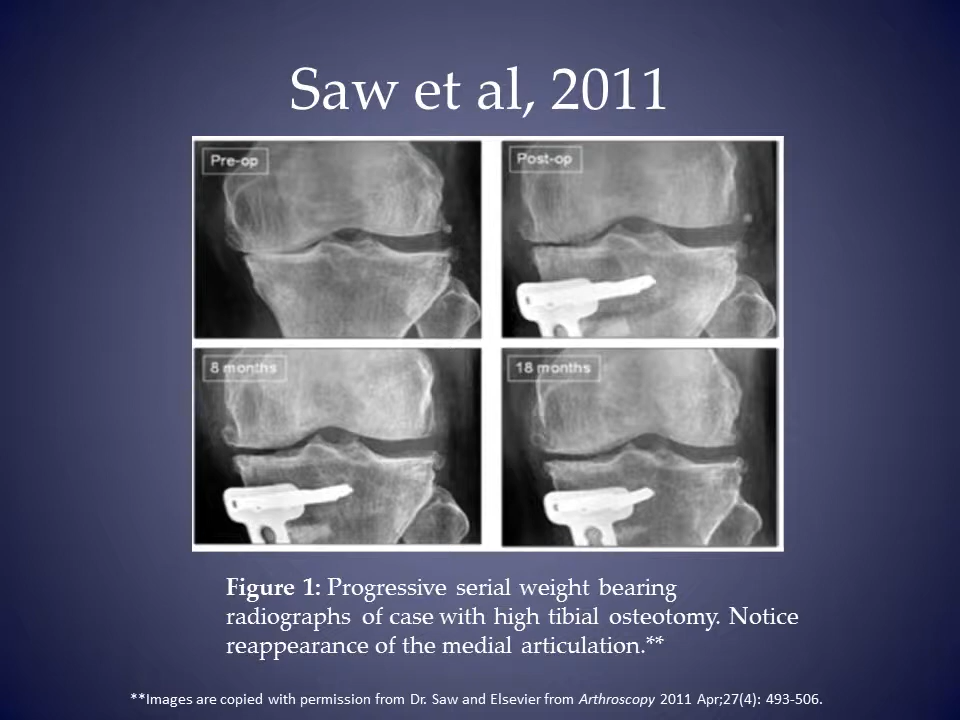 Saw et al, 2011
Pre-op
Post-op
8 months
18 months
Figure 1: Progressive serial weight bearing
radiographs of case with high tibial osteotomy. Notice
reappearance of the medial articulation.**
**Images are copied with permission from Dr. Saw and Elsevier from Arthroscopy 2011 Apr;27(4): 493-506.